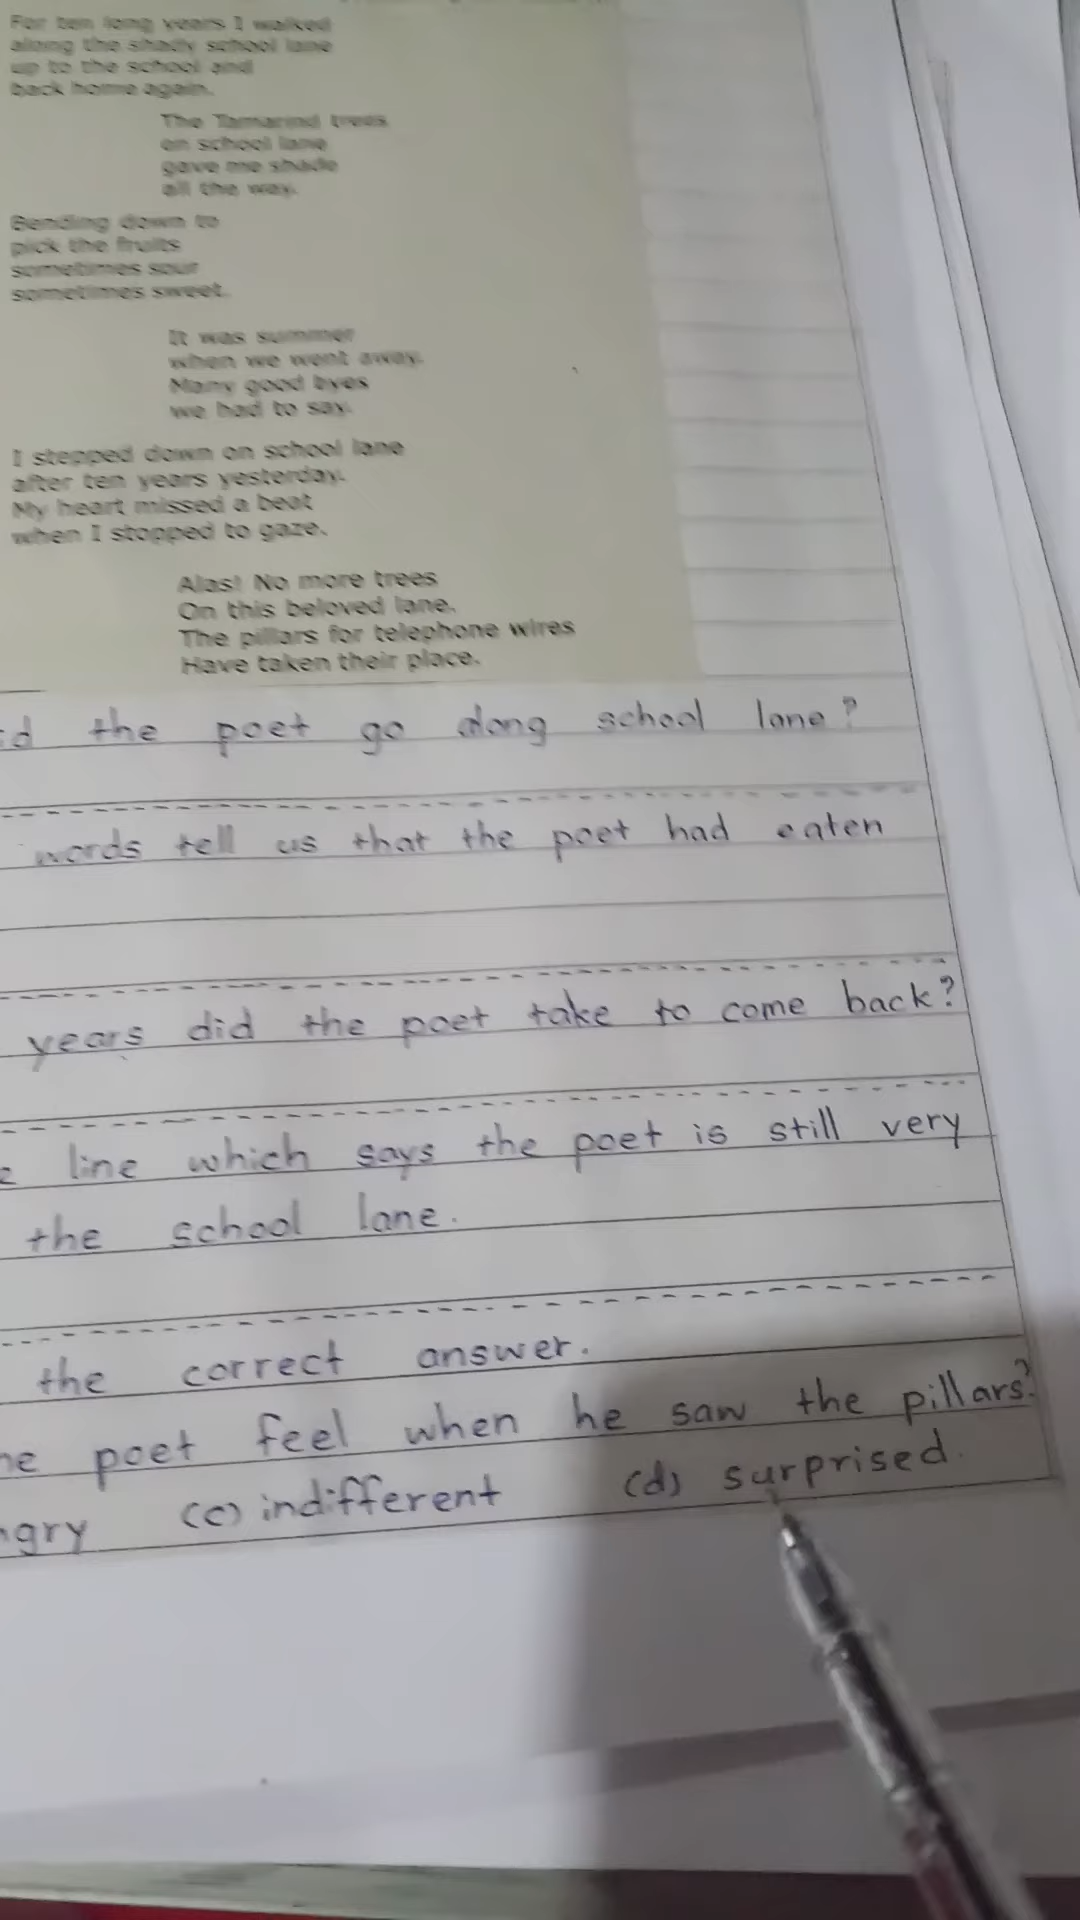 For ten long years I walked
along the shady school lane
up to the school and
back home again.
The Tamarind trees
on school lane
gave me shade
all the way.
Bending down to
pick the fruits
sometimes sour
sometimes sweet.
It was summer
when we went away.
Many good byes
we had to say.
I stepped down on school lane
after ten years yesterday.
My heart missed a beat
when I stopped to gaze.
Alas! No more trees
On this beloved lane.
The pillars for telephone wires
Have taken their place.
the poet go along school lane?
words tell us that the poet had eaten
years did the poet take to come back?
line which says the poet is still very
the school lane.
the correct answer.
poet feel when he saw the pillars?
ngry (c) indifferent (d) surprised.